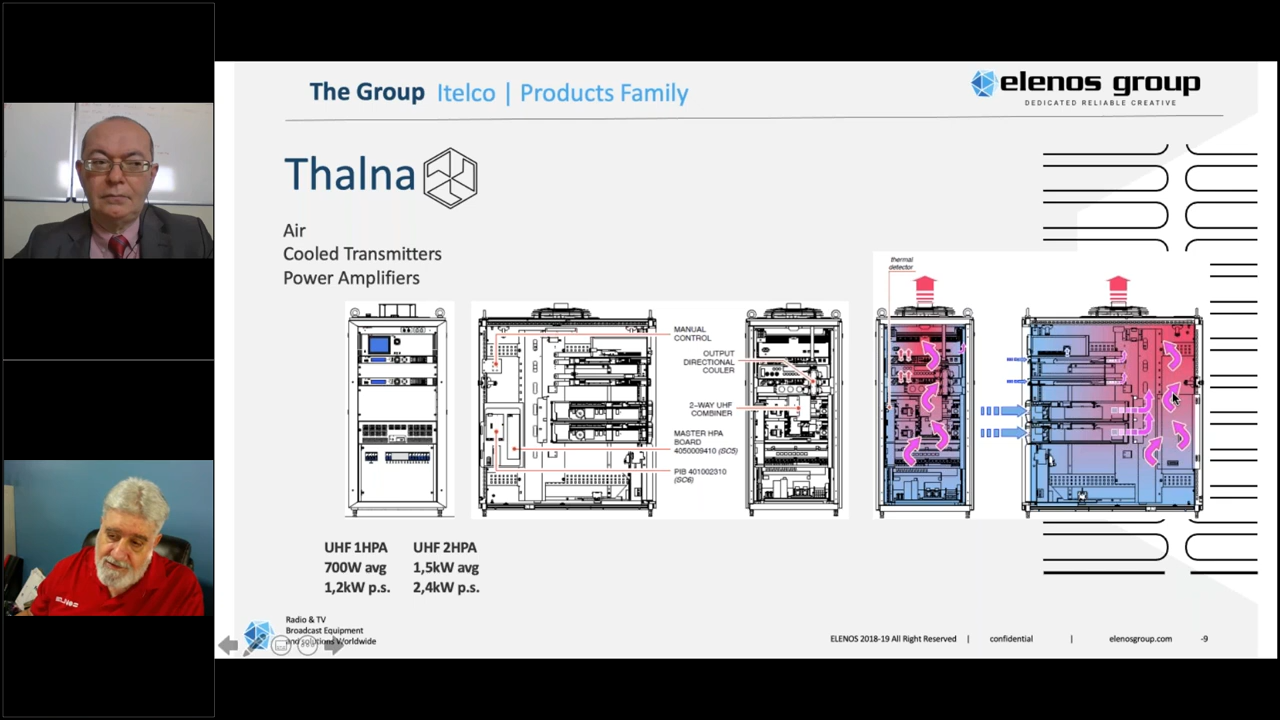 The Group Itelco | Products Family
elenos group
DEDICATED RELIABLE CREATIVE
Thalna
Air
Cooled Transmitters
Power Amplifiers
thermal
detector
MANUAL
CONTROL
OUTPUT
DIRECTIONAL
COULER
2-WAY UHF
COMBINER
MASTER HPA
BOARD
4050009410 (SC5)
PIB 401002310
(SC6)
UHF 1HPA UHF 2HPA
700W avg 1,5kW avg
1,2kW p.s. 2,4kW p.s.
Radio & TV
Broadcast Equipment
and solutions Worldwide
ELENOS 2018-19 All Right Reserved | confidential | elenosgroup.com -9